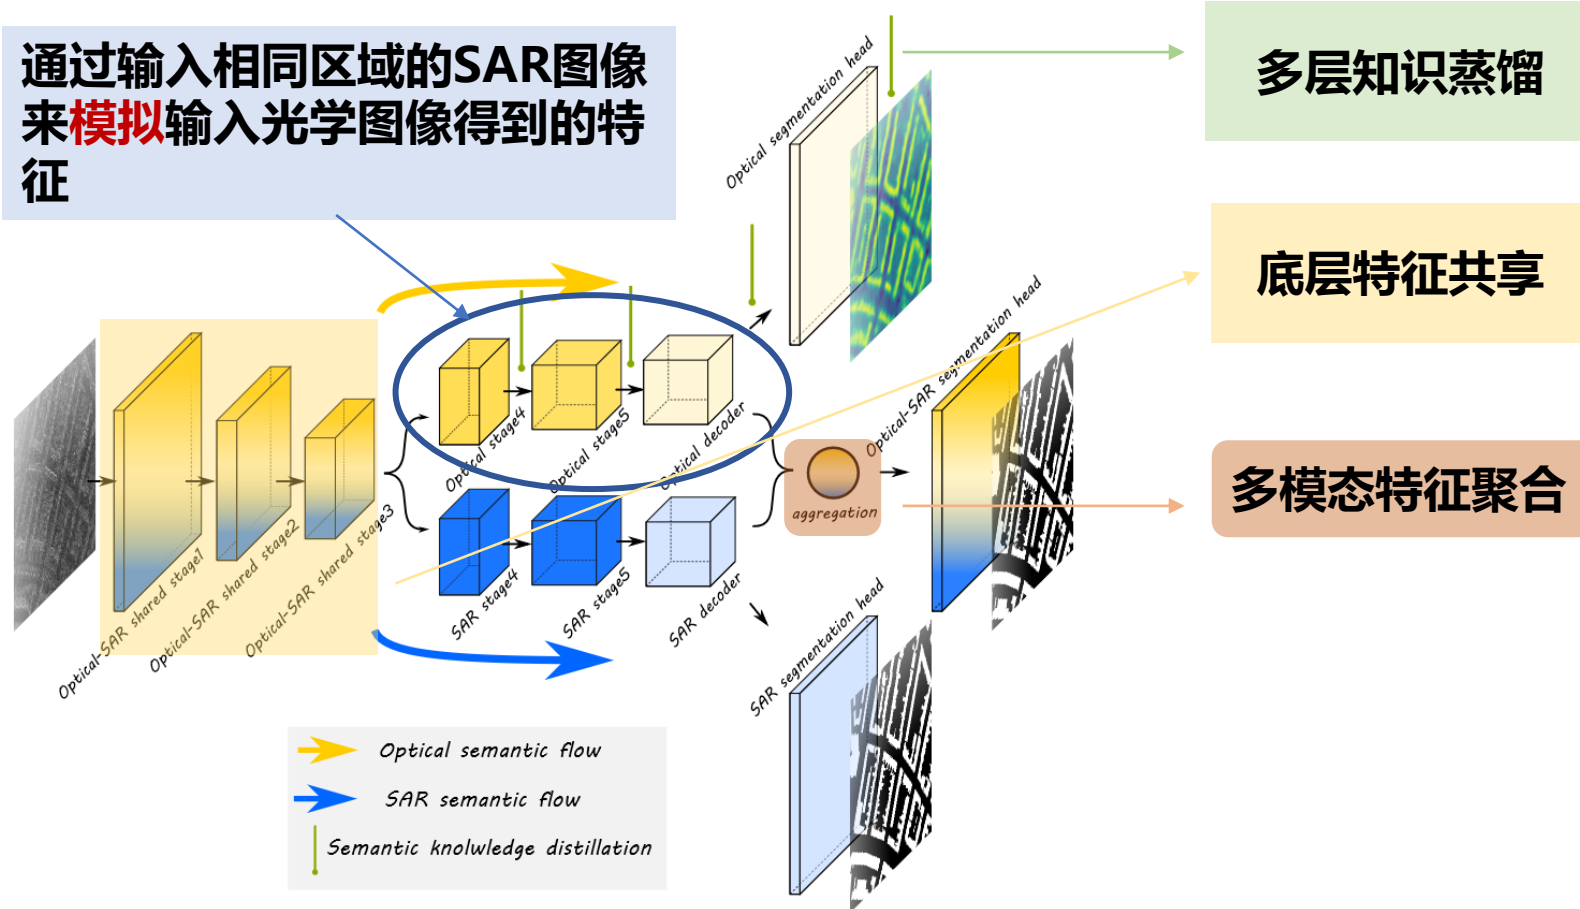 通过输入相同区域的SAR图像
来模拟输入光学图像得到的特
征
多层知识蒸馏
底层特征共享
多模态特征聚合
Optical segmentation head
Optical-SAR segmentation head
SAR segmentation head
Optical-SAR shared stage1
Optical-SAR shared stage2
Optical-SAR shared stage3
Optical stage4
Optical stage5
Optical decoder
SAR stage4
SAR stage5
SAR decoder
aggregation
Optical semantic flow
SAR semantic flow
Semantic knolwledge distillation